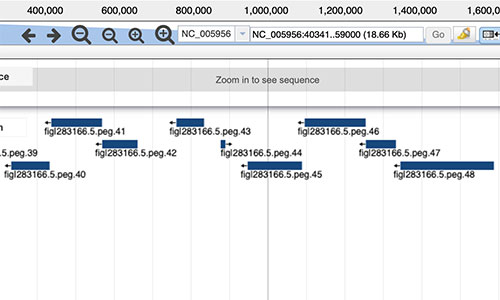 400,000 600,000 800,000 1,000,000 1,200,000 1,400,000 1,600,0
NC_005956 NC_005956:40341..59000 (18.66 Kb) Go
ce Zoom in to see sequence
n
figl283166.5.peg.41 figl283166.5.peg.43 figl283166.5.peg.46
.5.peg.39 figl283166.5.peg.42 figl283166.5.peg.44 figl283166.5.peg.47
figl283166.5.peg.40 figl283166.5.peg.45 figl283166.5.peg.48